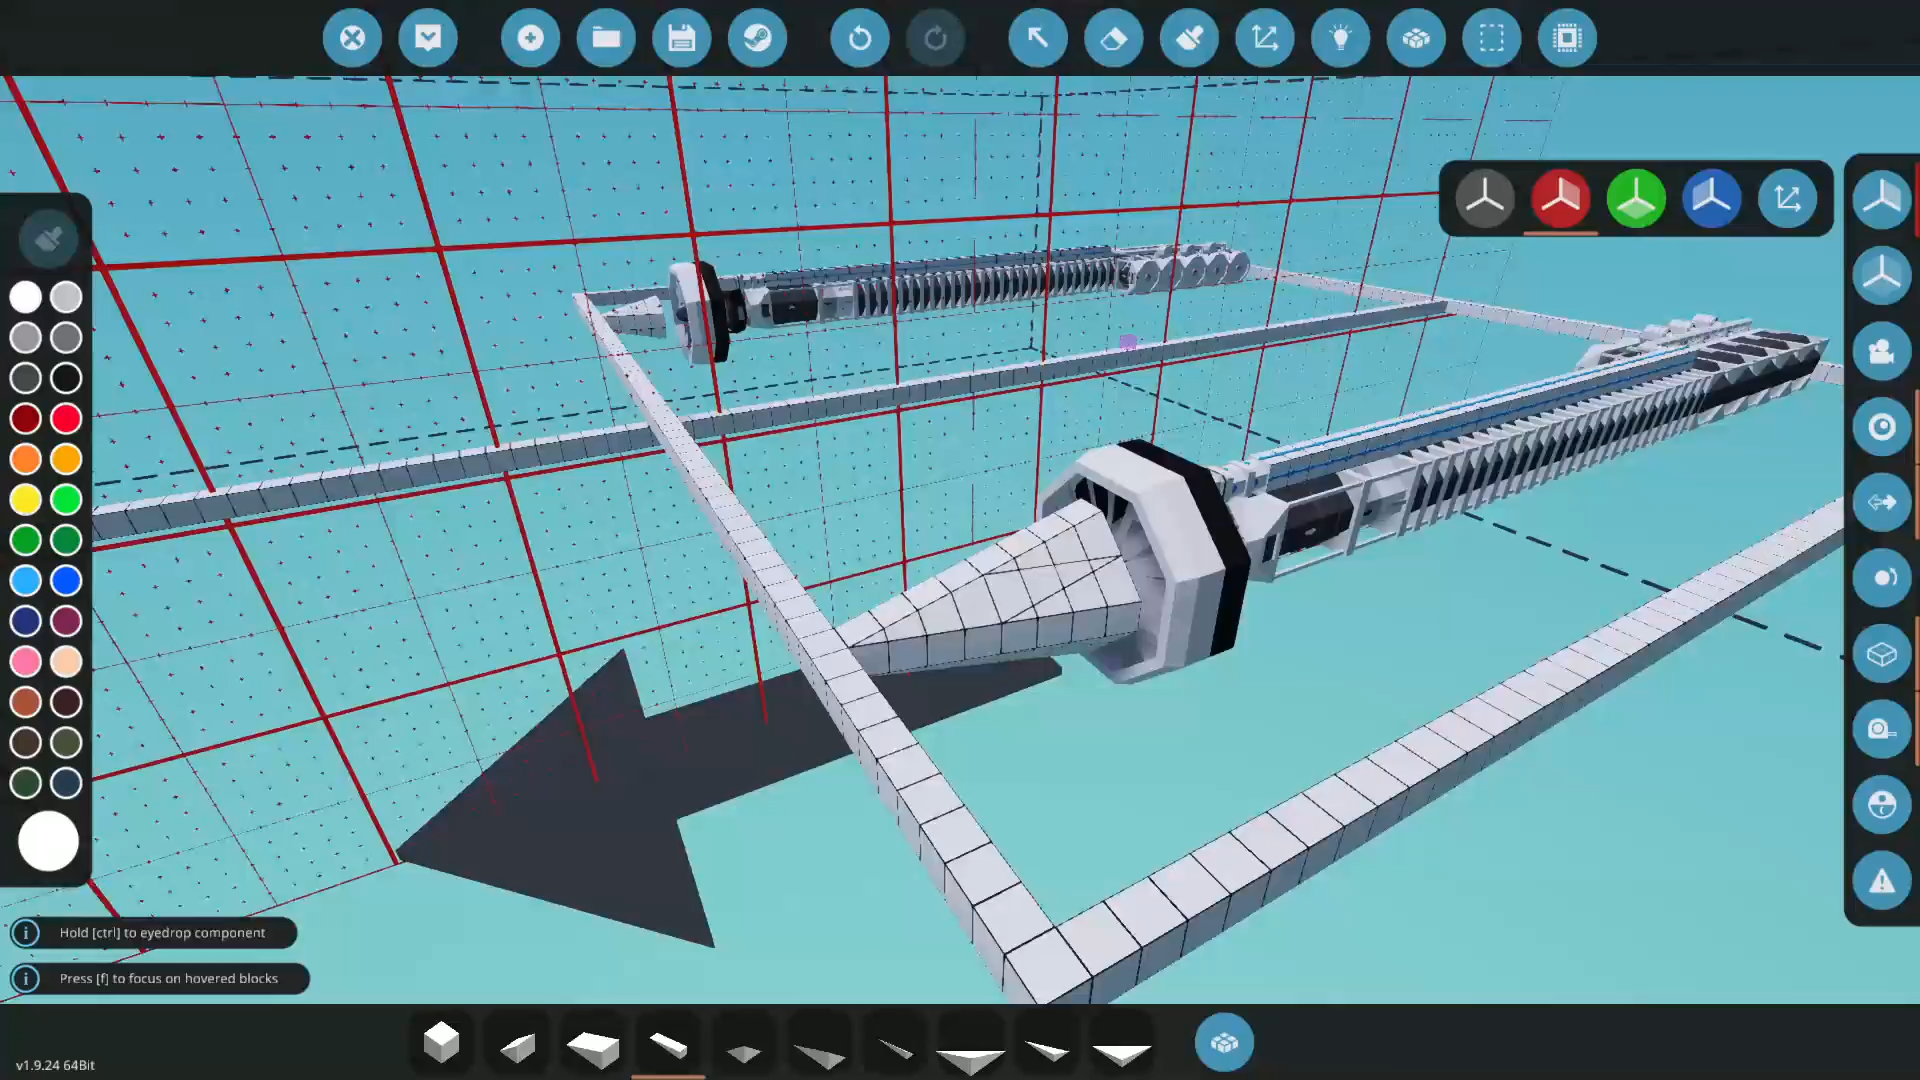 Hold [ctrl] to eyedrop component
Press [f] to focus on hovered blocks
v1.9.24 64Bit